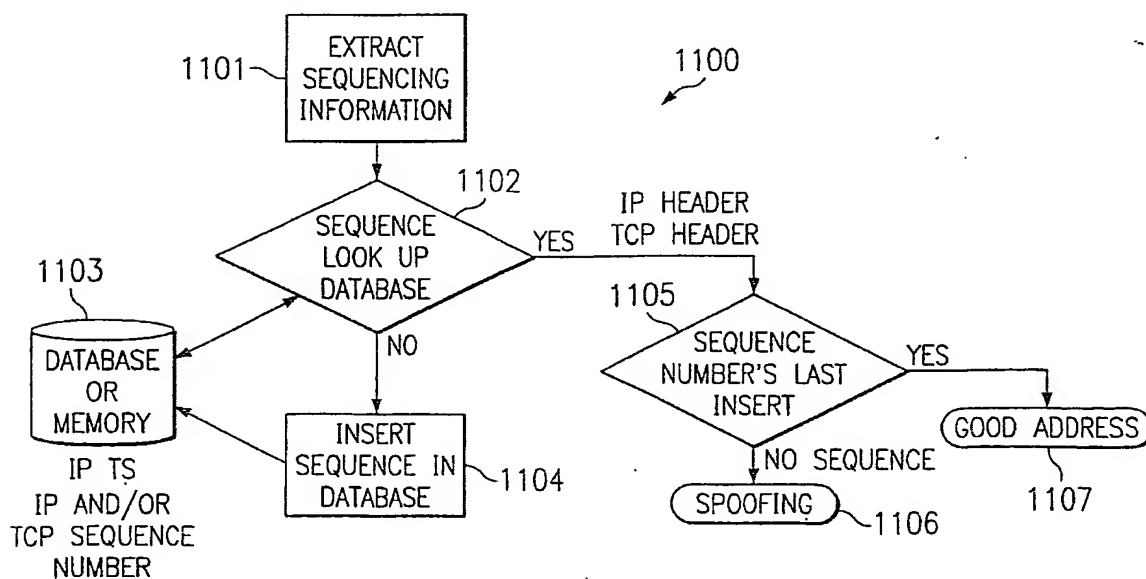 EXTRACT
SEQUENCING
INFORMATION
1101
1100
1102
SEQUENCE
LOOK UP
DATABASE
YES
IP HEADER
TCP HEADER
1103
DATABASE
OR
MEMORY
IP TS
IP AND/OR
TCP SEQUENCE
NUMBER
NO
INSERT
SEQUENCE IN
DATABASE
1104
1105
SEQUENCE
NUMBER'S LAST
INSERT
YES
GOOD ADDRESS
1107
NO SEQUENCE
SPOOFING
1106